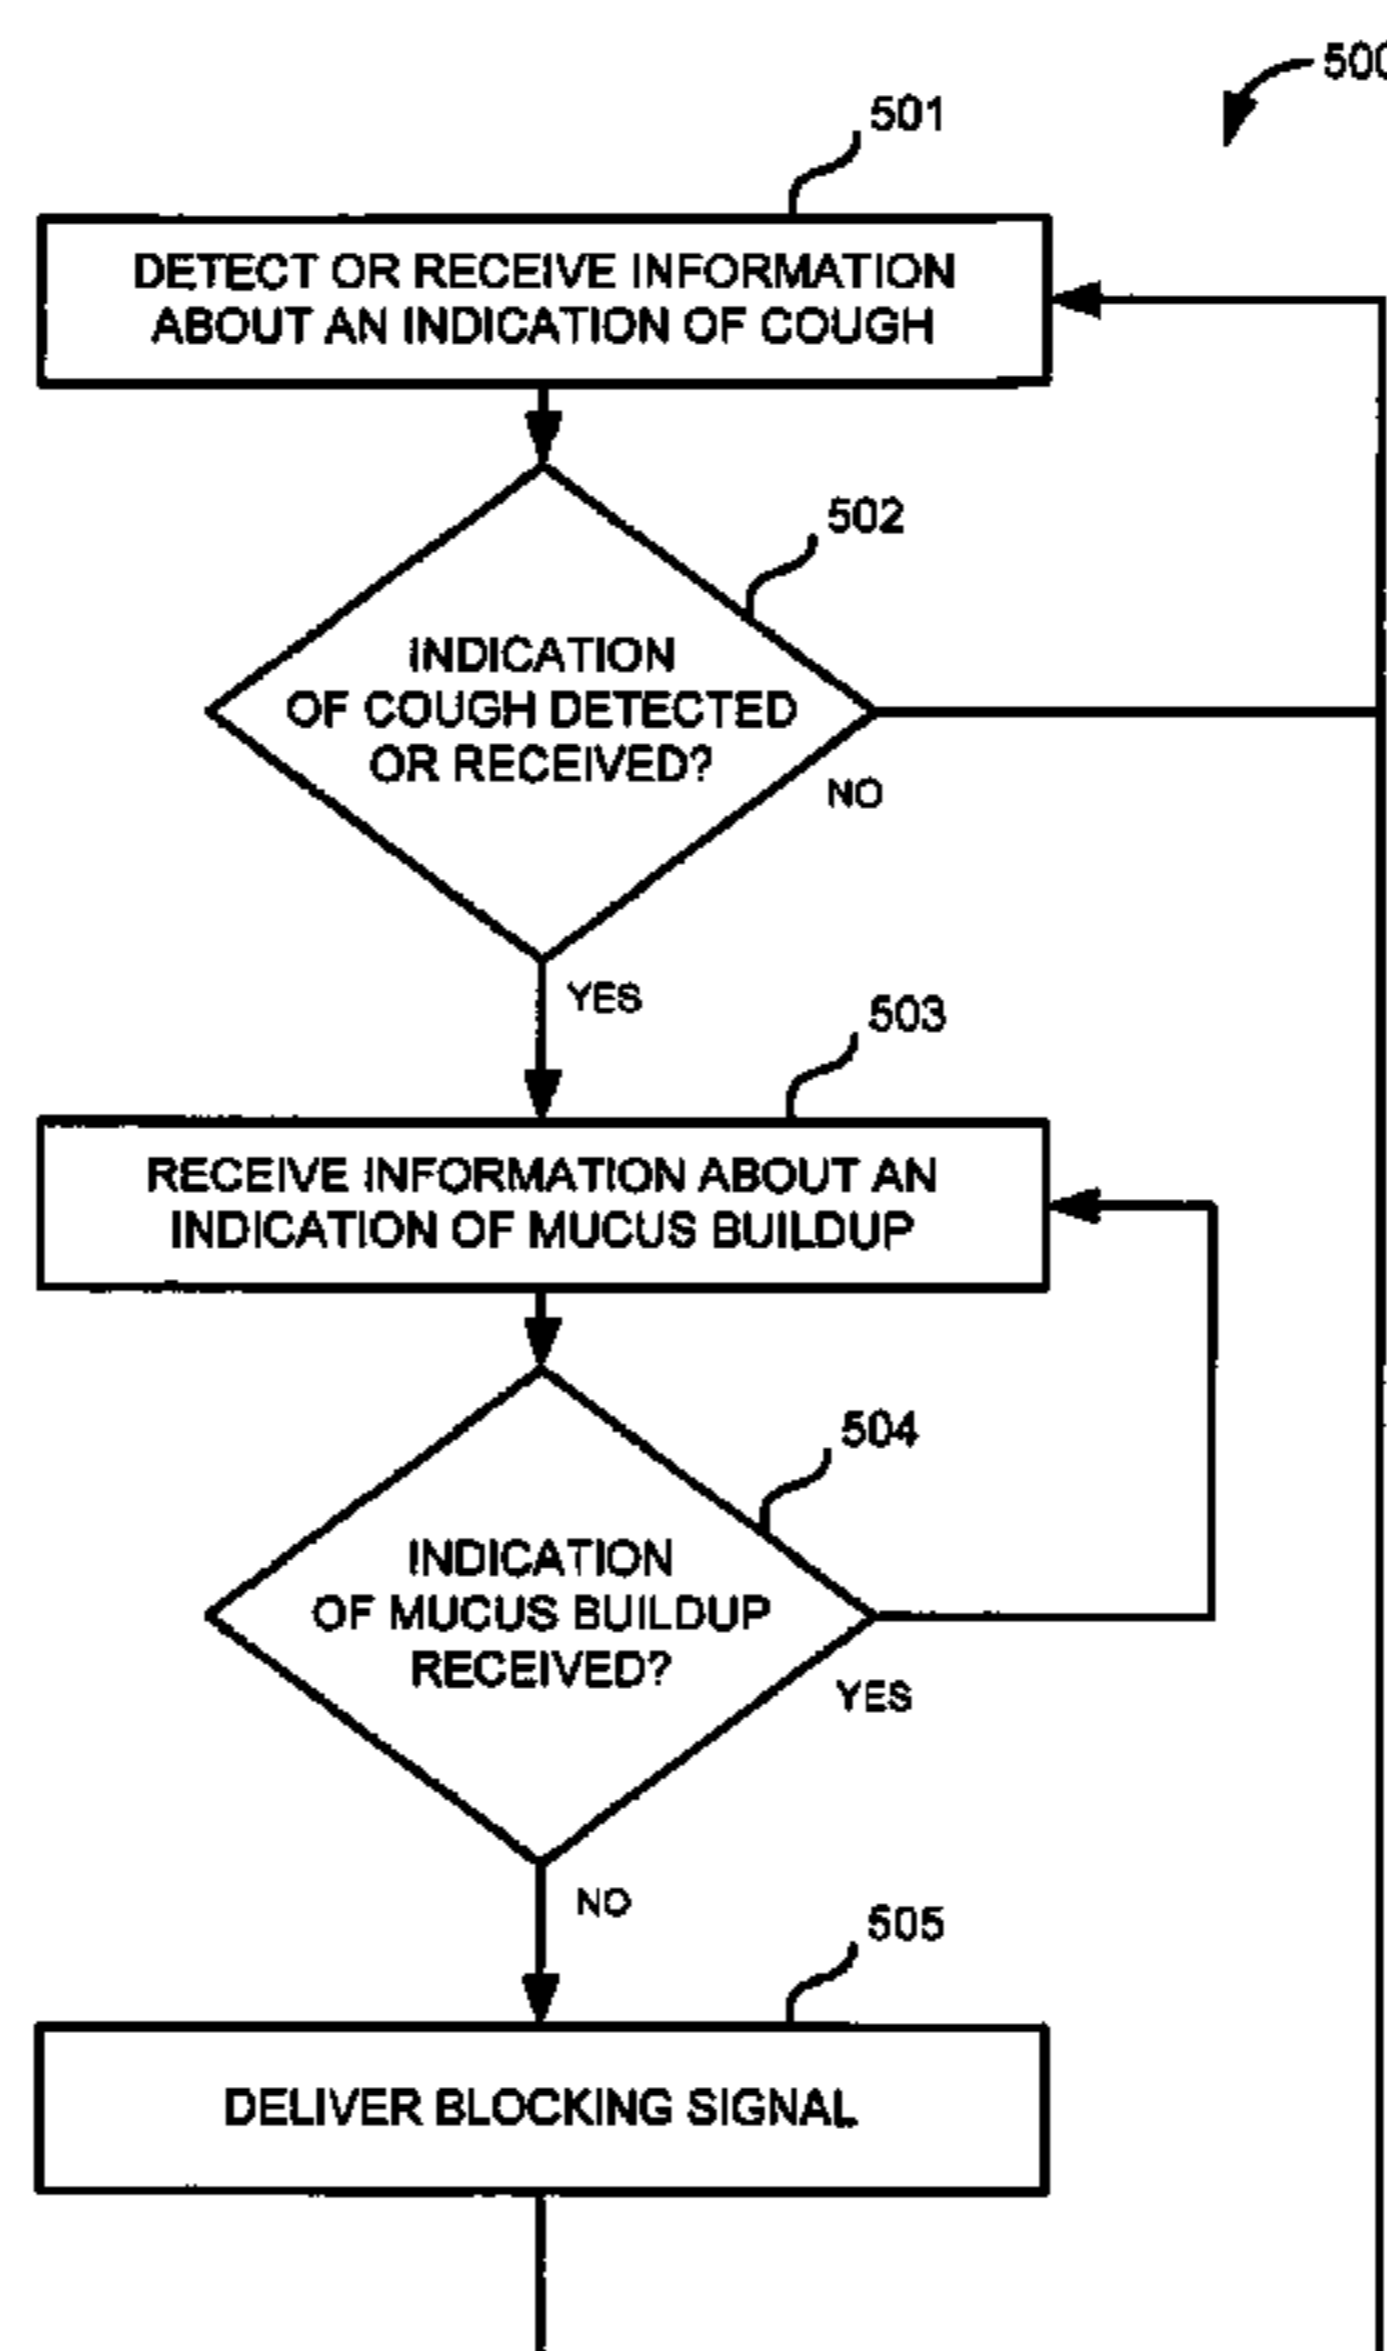 500
501
DETECT OR RECEIVE INFORMATION
ABOUT AN INDICATION OF COUGH
502
INDICATION
OF COUGH DETECTED
OR RECEIVED?
NO
YES
503
RECEIVE INFORMATION ABOUT AN
INDICATION OF MUCUS BUILDUP
504
INDICATION
OF MUCUS BUILDUP
RECEIVED?
YES
NO
505
DELIVER BLOCKING SIGNAL